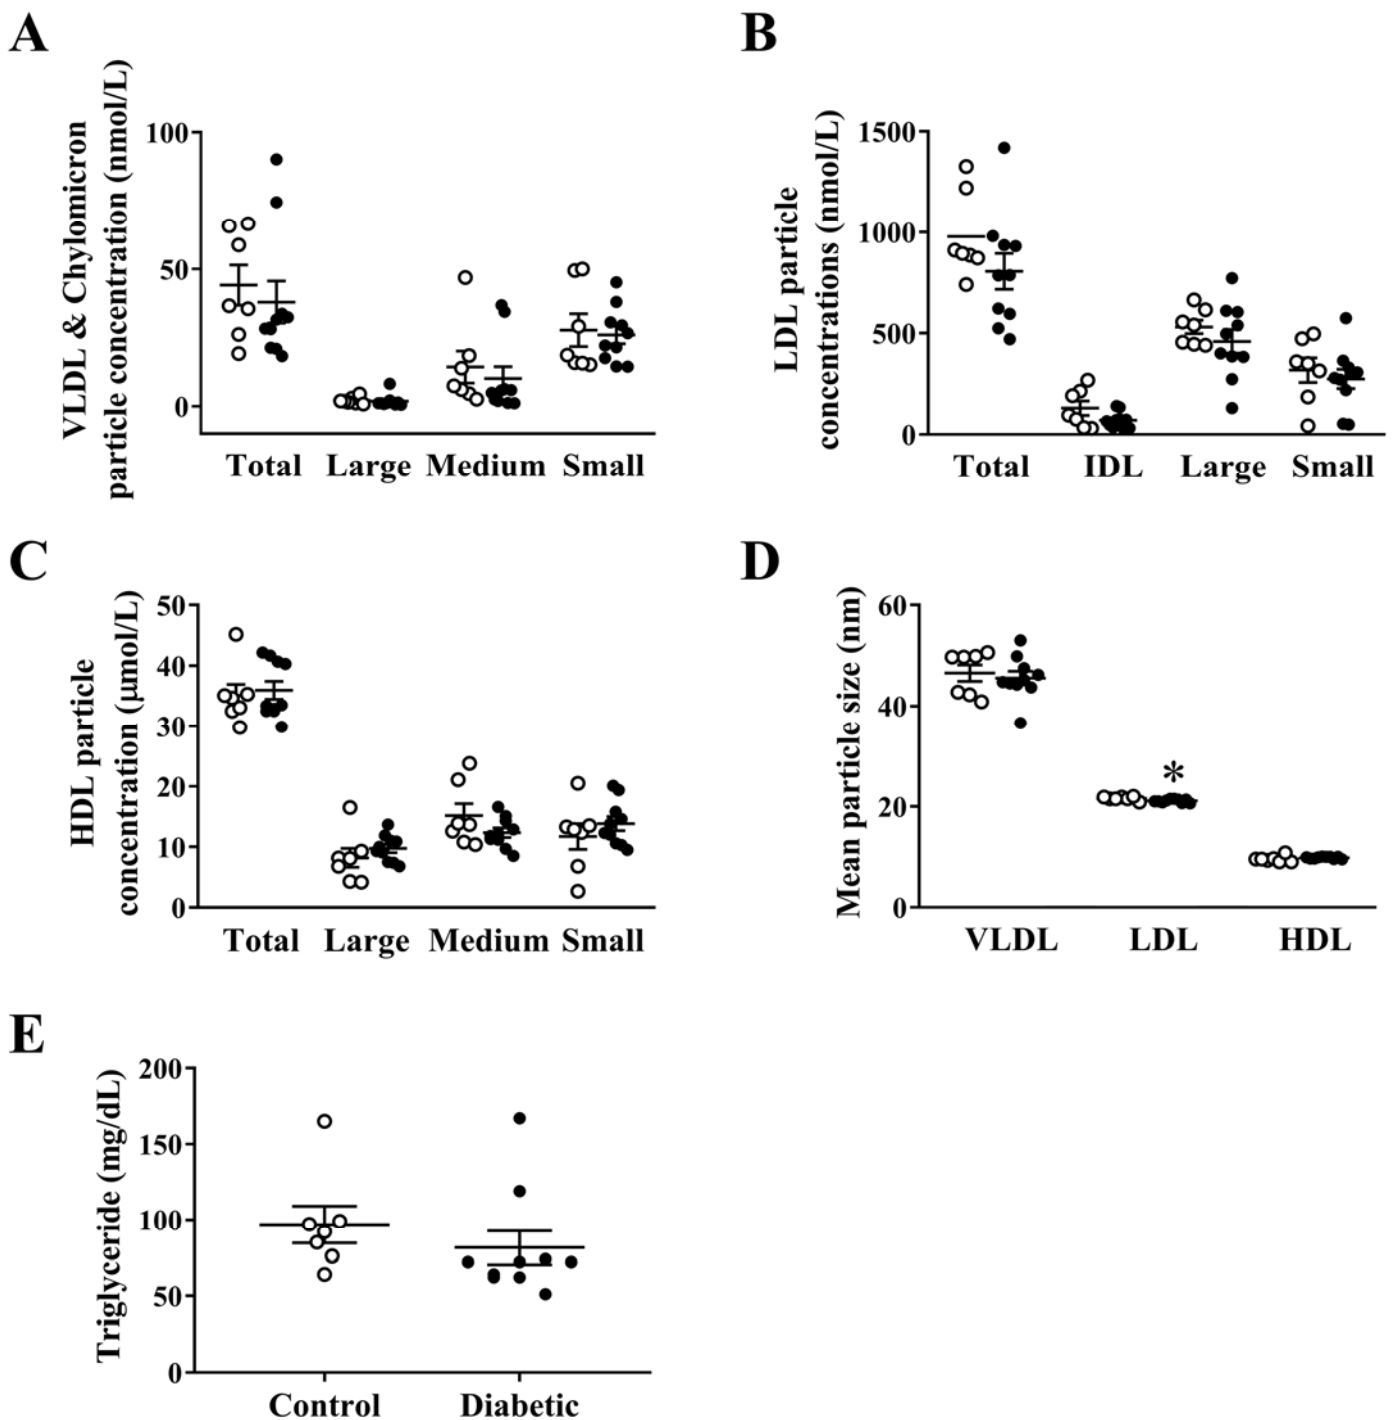 A
VLDL & Chylomicron
particle concentration (nmol/L)
100
50
0
Total Large Medium Small
B
LDL particle
concentrations (nmol/L)
1500
1000
500
0
Total IDL Large Small
C
HDL particle
concentration (µmol/L)
50
40
30
20
10
0
Total Large Medium Small
D
Mean particle size (nm)
60
40
20
0
*
VLDL LDL HDL
E
Triglyceride (mg/dL)
200
150
100
50
0
Control Diabetic